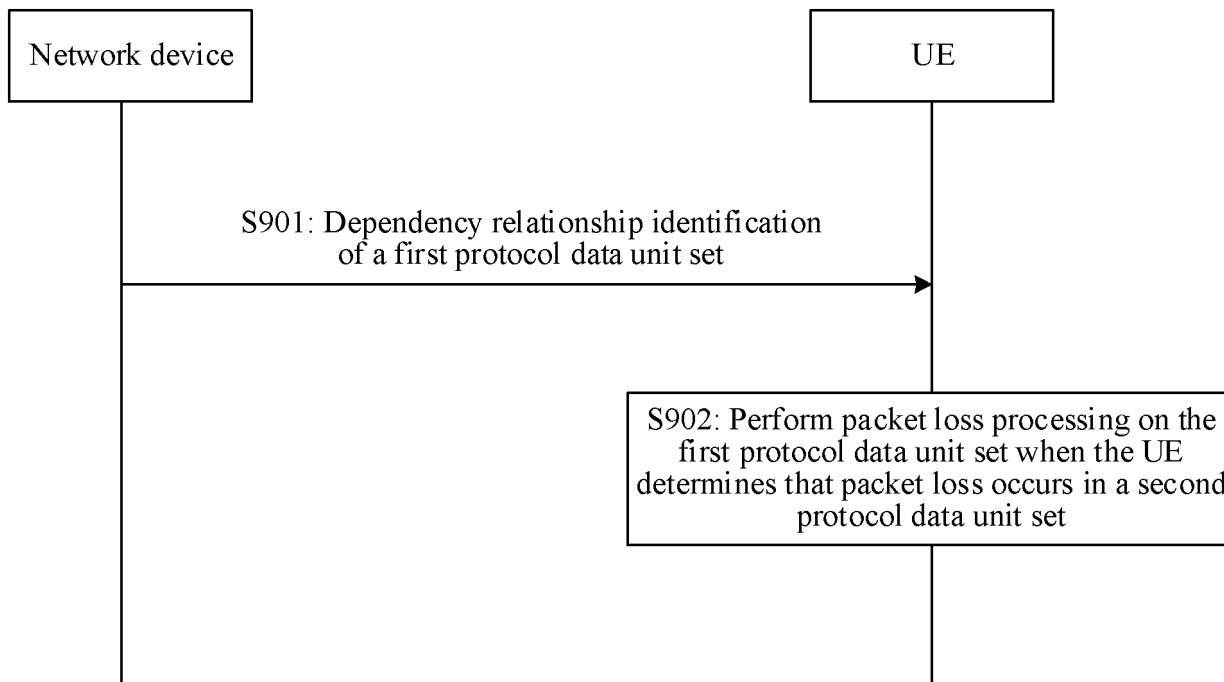 Network device
UE
S901: Dependency relationship identification
of a first protocol data unit set
S902: Perform packet loss processing on the
first protocol data unit set when the UE
determines that packet loss occurs in a second
protocol data unit set